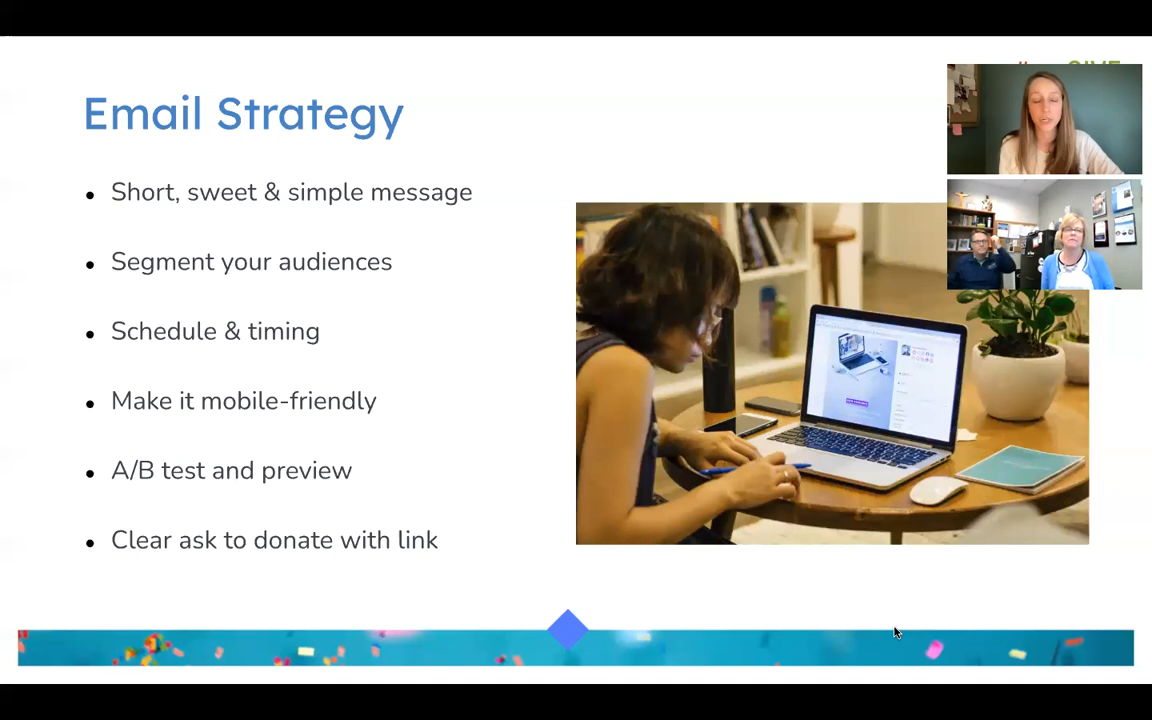 Email Strategy
Short, sweet & simple message
Segment your audiences
Schedule & timing
Make it mobile-friendly
A/B test and preview
Clear ask to donate with link